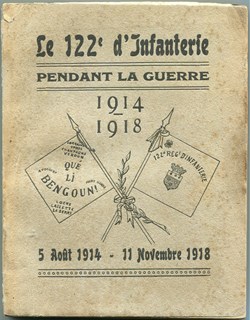 Le 122e d'Infanterie
PENDANT LA GUERRE
1914
1918
QUE
LI
BENGOUNI
122e REGt D'INFANTERIE
5 Août 1914 - 11 Novembre 1918